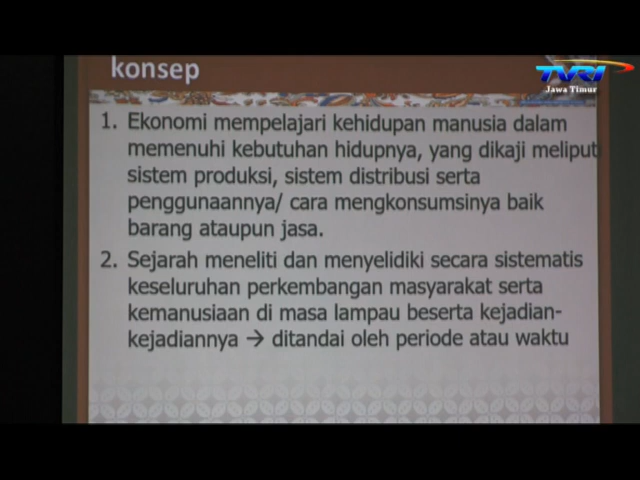 konsep
TVRI
Jawa Timur
1. Ekonomi mempelajari kehidupan manusia dalam
memenuhi kebutuhan hidupnya, yang dikaji meliput
sistem produksi, sistem distribusi serta
penggunaannya/ cara mengkonsumsinya baik
barang ataupun jasa.
2. Sejarah meneliti dan menyelidiki secara sistematis
keseluruhan perkembangan masyarakat serta
kemanusiaan di masa lampau beserta kejadian-
kejadiannya → ditandai oleh periode atau waktu